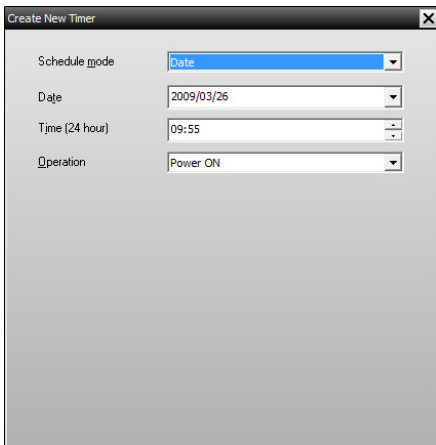 Create New Timer
Schedule mode Date
Date 2009/03/26
Time (24 hour) 09:55
Operation Power ON